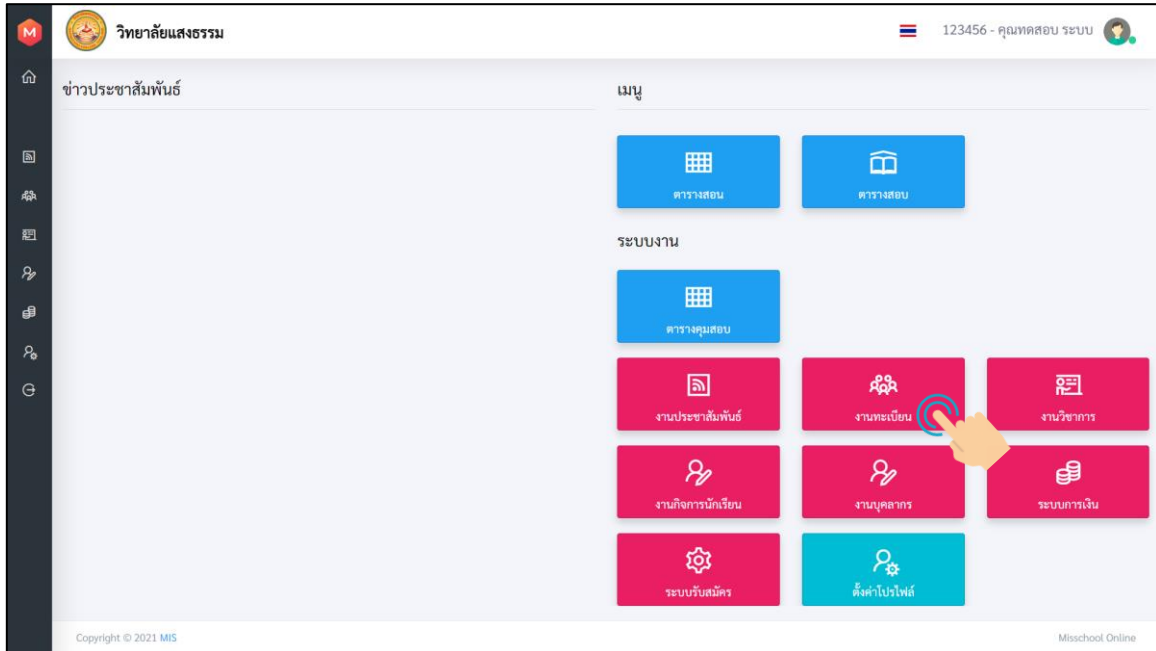 M
วิทยาลัยแสงธรรม
123456 - คุณทดสอบ ระบบ
ข่าวประชาสัมพันธ์
เมนู
ตารางสอน
ตารางสอบ
ระบบงาน
ตารางคุมสอบ
งานประชาสัมพันธ์
งานทะเบียน
งานวิชาการ
งานกิจการนักเรียน
งานบุคลากร
ระบบการเงิน
ระบบรับสมัคร
ตั้งค่าโปรไฟล์
Copyright © 2021 MIS
Misschool Online